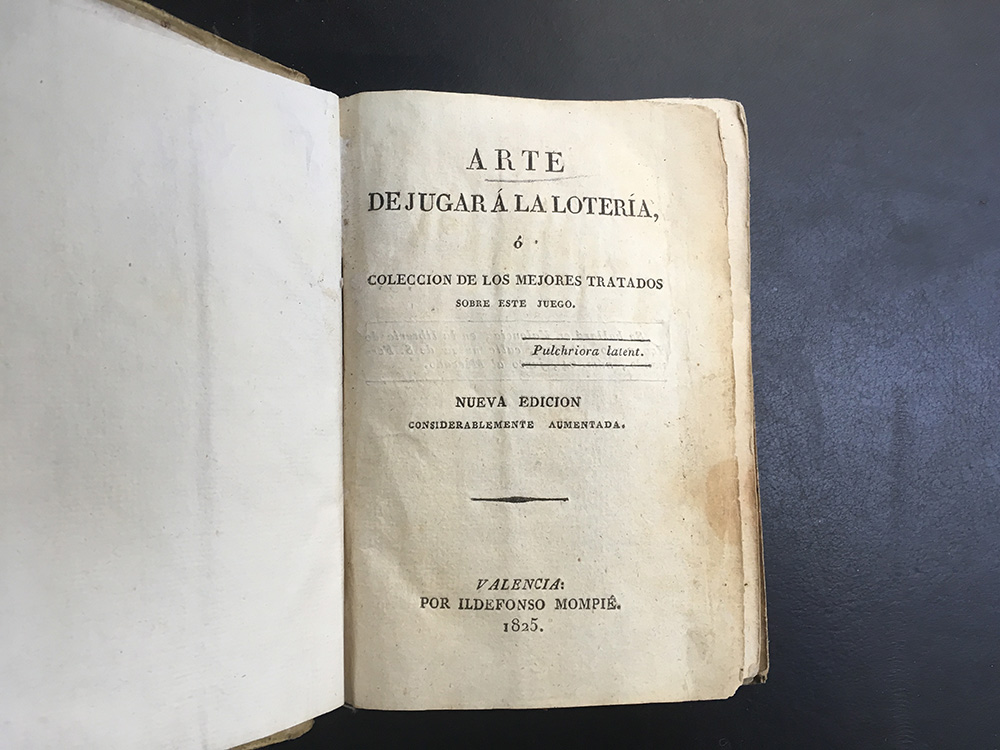 ARTE
DE JUGAR Á LA LOTERÍA,
ó
COLECCION DE LOS MEJORES TRATADOS
SOBRE ESTE JUEGO.
Pulchriora latent.
NUEVA EDICION
CONSIDERABLEMENTE AUMENTADA.
VALENCIA:
POR ILDEFONSO MOMPIÉ.
1825.